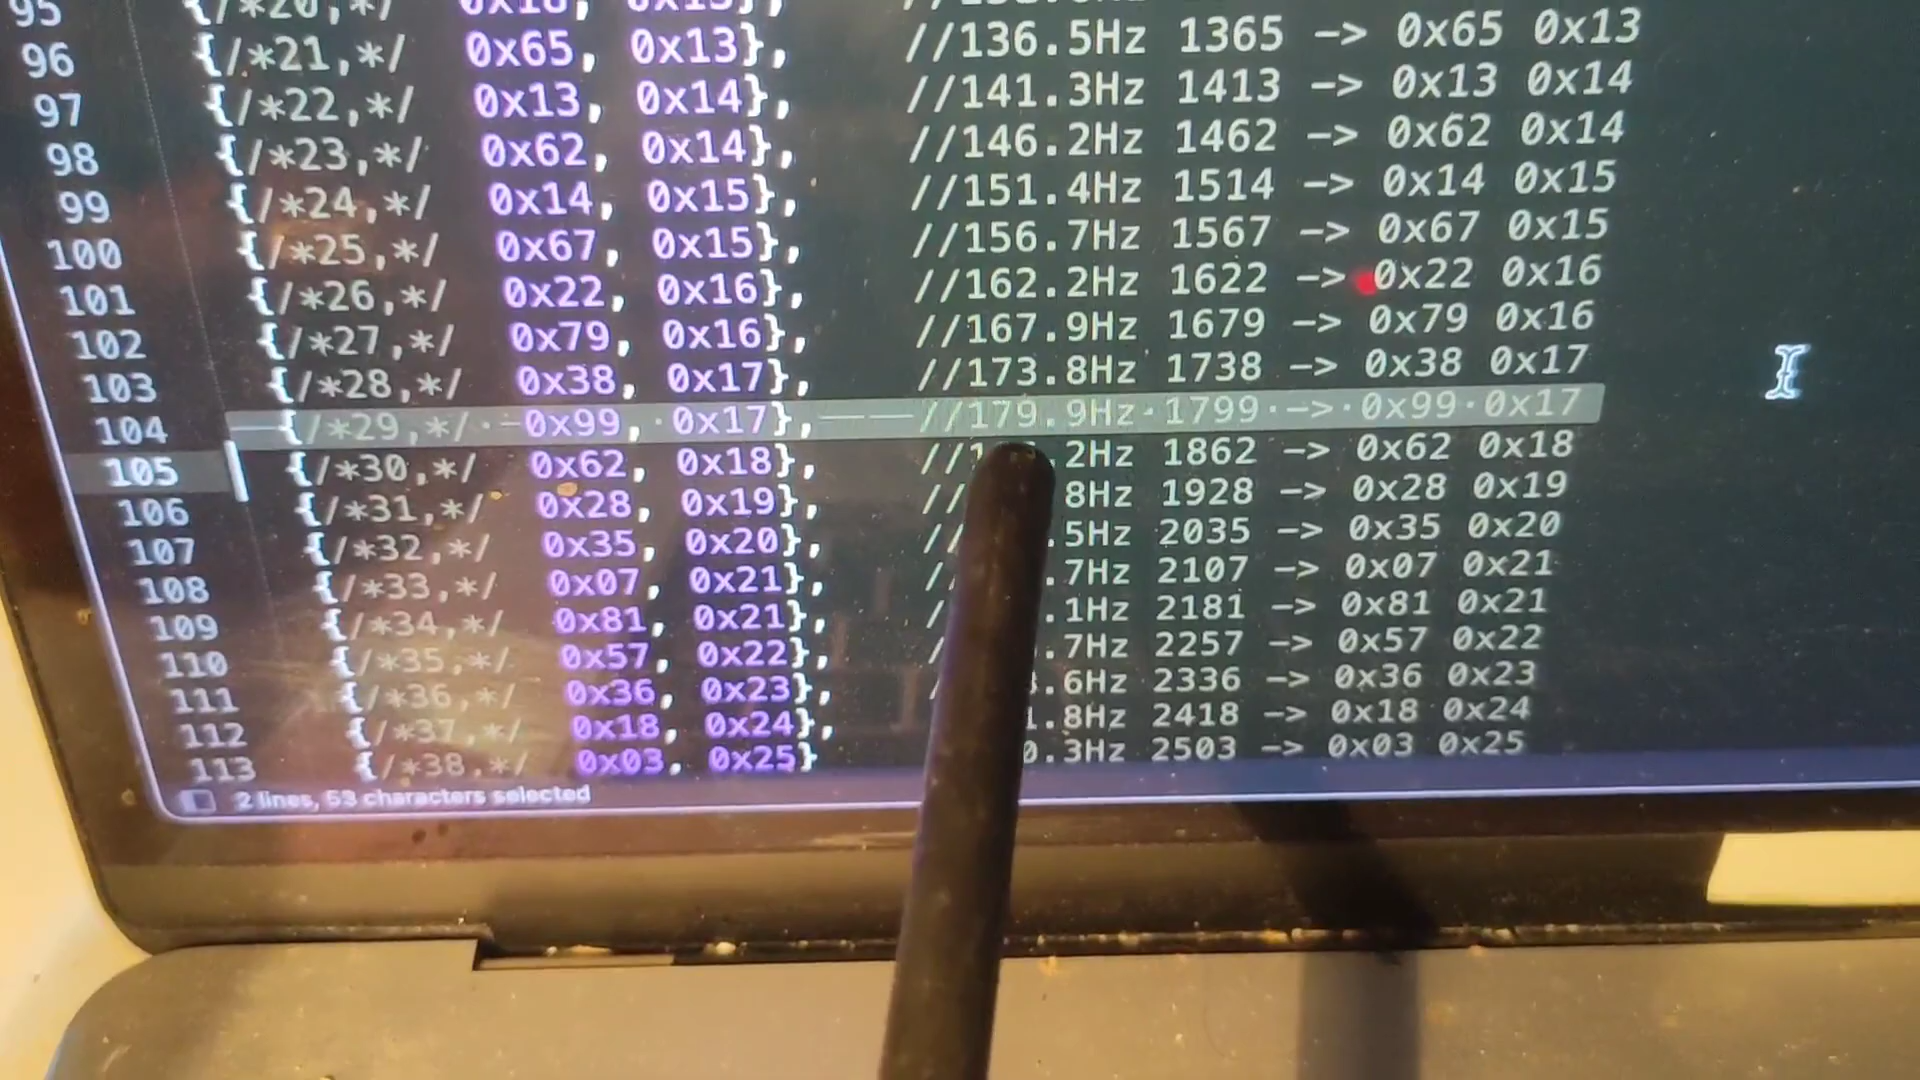 95 {/*20,*/
96 {/*21,*/ 0x65, 0x13}, //136.5Hz 1365 -> 0x65 0x13
97 {/*22,*/ 0x13, 0x14}, //141.3Hz 1413 -> 0x13 0x14
98 {/*23,*/ 0x62, 0x14}, //146.2Hz 1462 -> 0x62 0x14
99 {/*24,*/ 0x14, 0x15}, //151.4Hz 1514 -> 0x14 0x15
100 {/*25,*/ 0x67, 0x15}, //156.7Hz 1567 -> 0x67 0x15
101 {/*26,*/ 0x22, 0x16}, //162.2Hz 1622 -> 0x22 0x16
102 {/*27,*/ 0x79, 0x16}, //167.9Hz 1679 -> 0x79 0x16
103 {/*28,*/ 0x38, 0x17}, //173.8Hz 1738 -> 0x38 0x17
104 {/*29,*/ 0x99, 0x17}, //179.9Hz 1799 -> 0x99 0x17
105 {/*30,*/ 0x62, 0x18}, // .2Hz 1862 -> 0x62 0x18
106 {/*31,*/ 0x28, 0x19}, // 8Hz 1928 -> 0x28 0x19
107 {/*32,*/ 0x35, 0x20}, // .5Hz 2035 -> 0x35 0x20
108 {/*33,*/ 0x07, 0x21}, / .7Hz 2107 -> 0x07 0x21
109 {/*34,*/ 0x81, 0x21}, / .1Hz 2181 -> 0x81 0x21
110 {/*35,*/ 0x57, 0x22}, / .7Hz 2257 -> 0x57 0x22
111 {/*36,*/ 0x36, 0x23}, / .6Hz 2336 -> 0x36 0x23
112 {/*37,*/ 0x18, 0x24}, 1.8Hz 2418 -> 0x18 0x24
113 {/*38,*/ 0x03, 0x25} 0.3Hz 2503 -> 0x03 0x25
2 lines, 53 characters selected